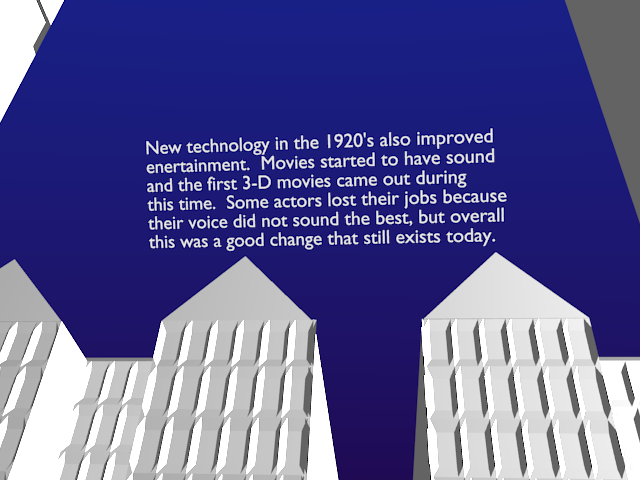 New technology in the 1920's also improved
enertainment.  Movies started to have sound
and the first 3-D movies came out during
this time.  Some actors lost their jobs because
their voice did not sound the best, but overall
this was a good change that still exists today.